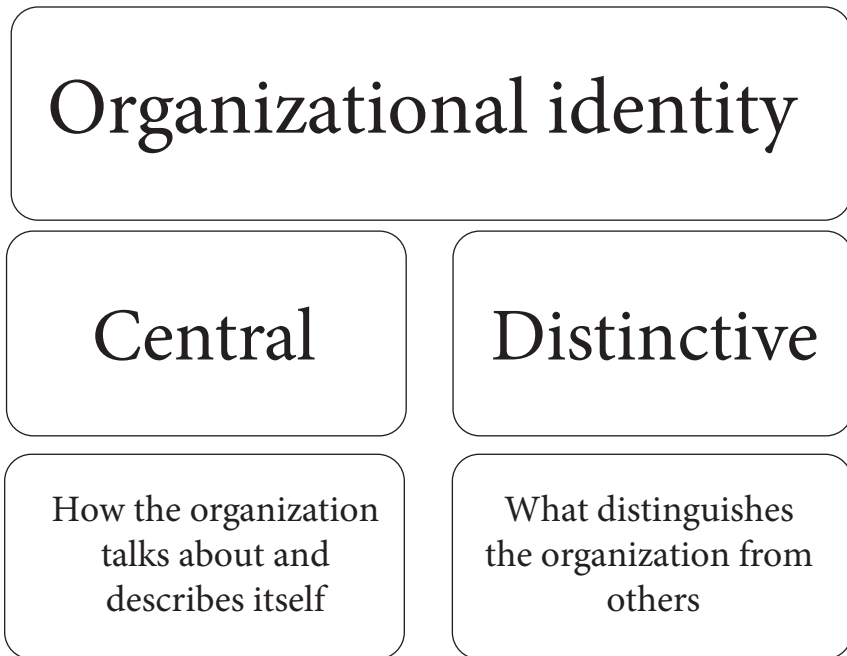 Organizational identity
Central
Distinctive
How the organization
talks about and
describes itself
What distinguishes
the organization from
others